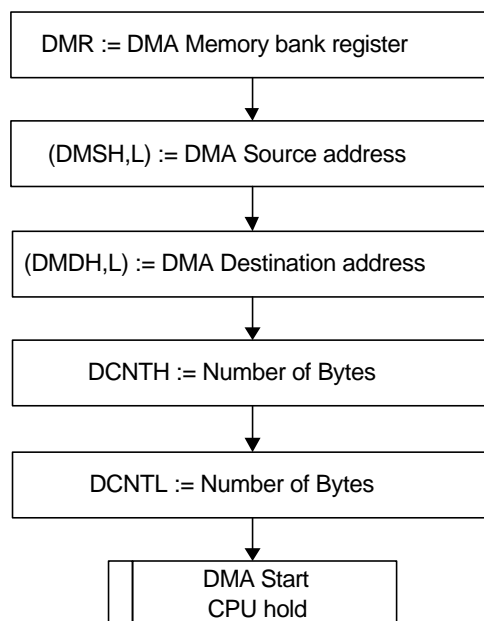 DMR := DMA Memory bank register
(DMSH,L) := DMA Source address
(DMDH,L) := DMA Destination address
DCNTH := Number of Bytes
DCNTL := Number of Bytes
DMA Start
CPU hold